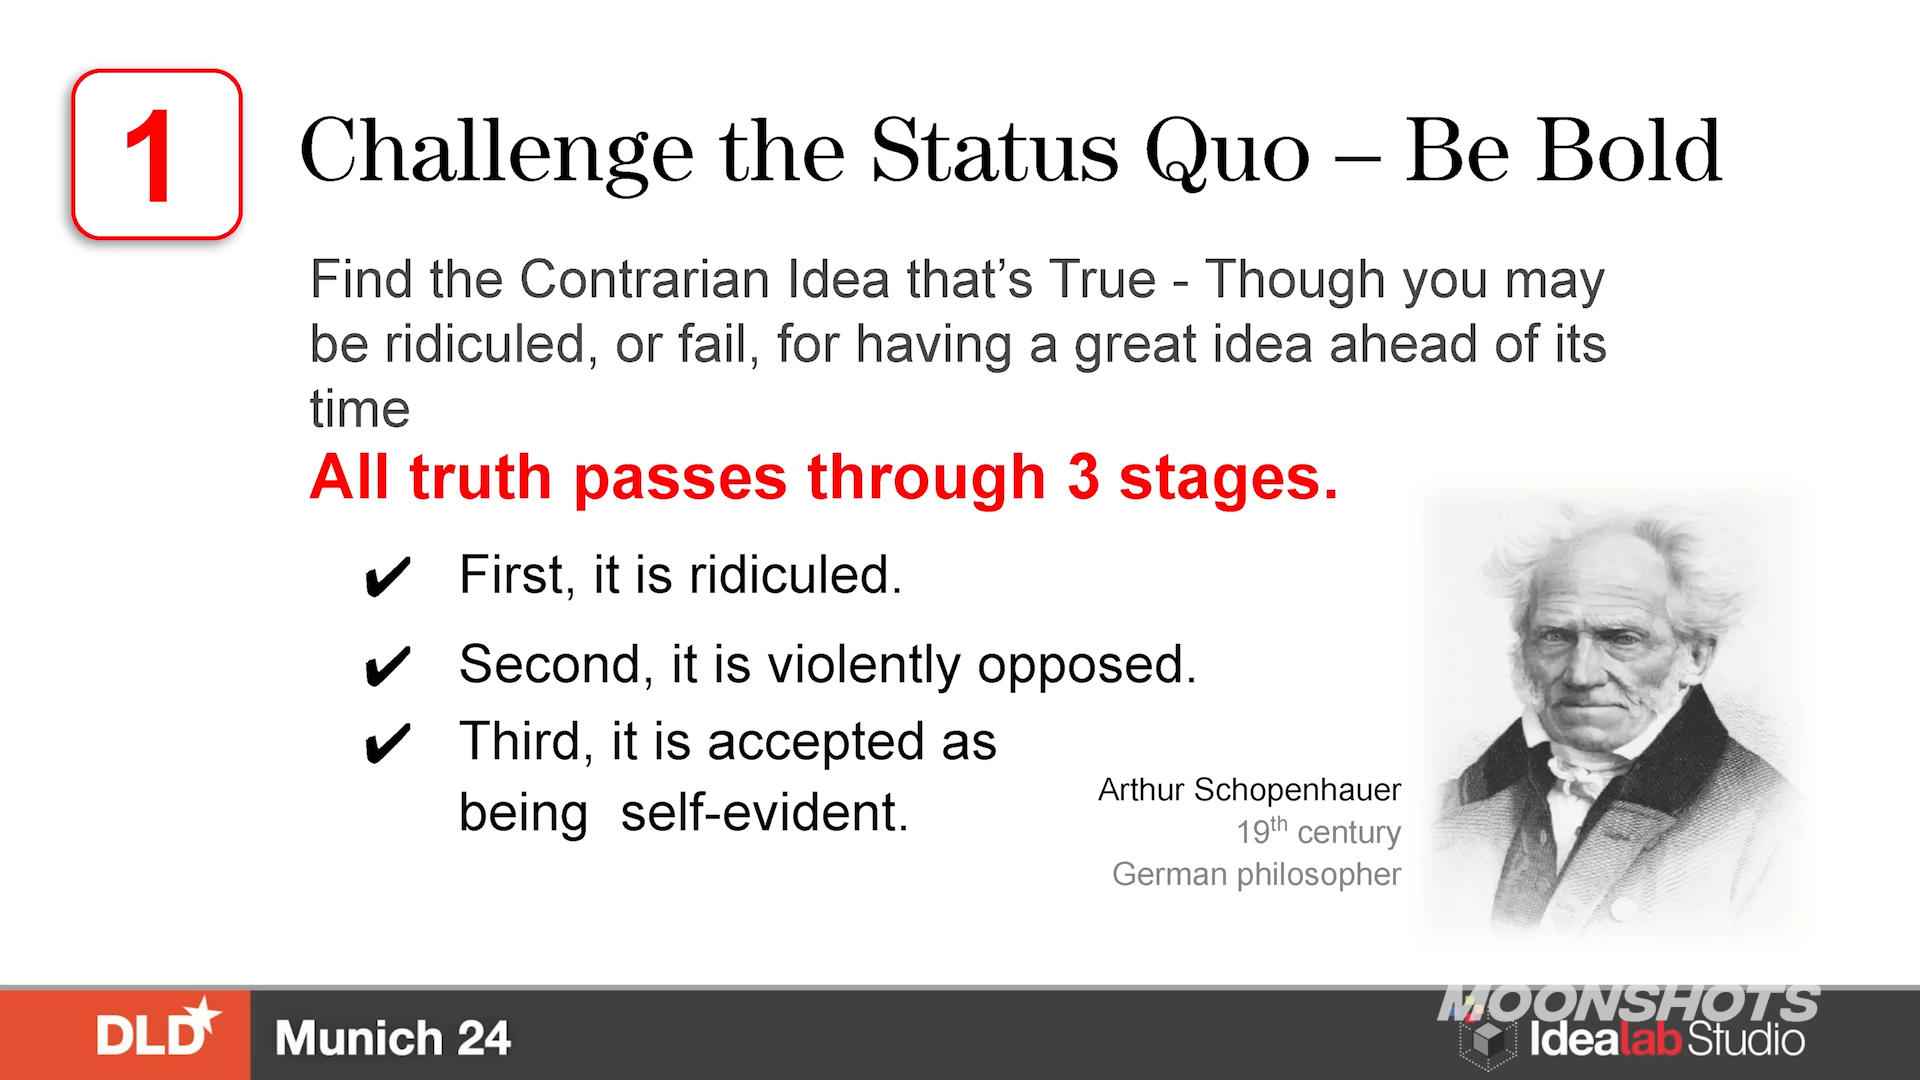 1
Challenge the Status Quo – Be Bold
Find the Contrarian Idea that’s True - Though you may
be ridiculed, or fail, for having a great idea ahead of its
time
All truth passes through 3 stages.
✔ First, it is ridiculed.
✔ Second, it is violently opposed.
✔ Third, it is accepted as
being self-evident.
Arthur Schopenhauer
19th century
German philosopher
DLD Munich 24
MOONSHOTS
Idealab Studio